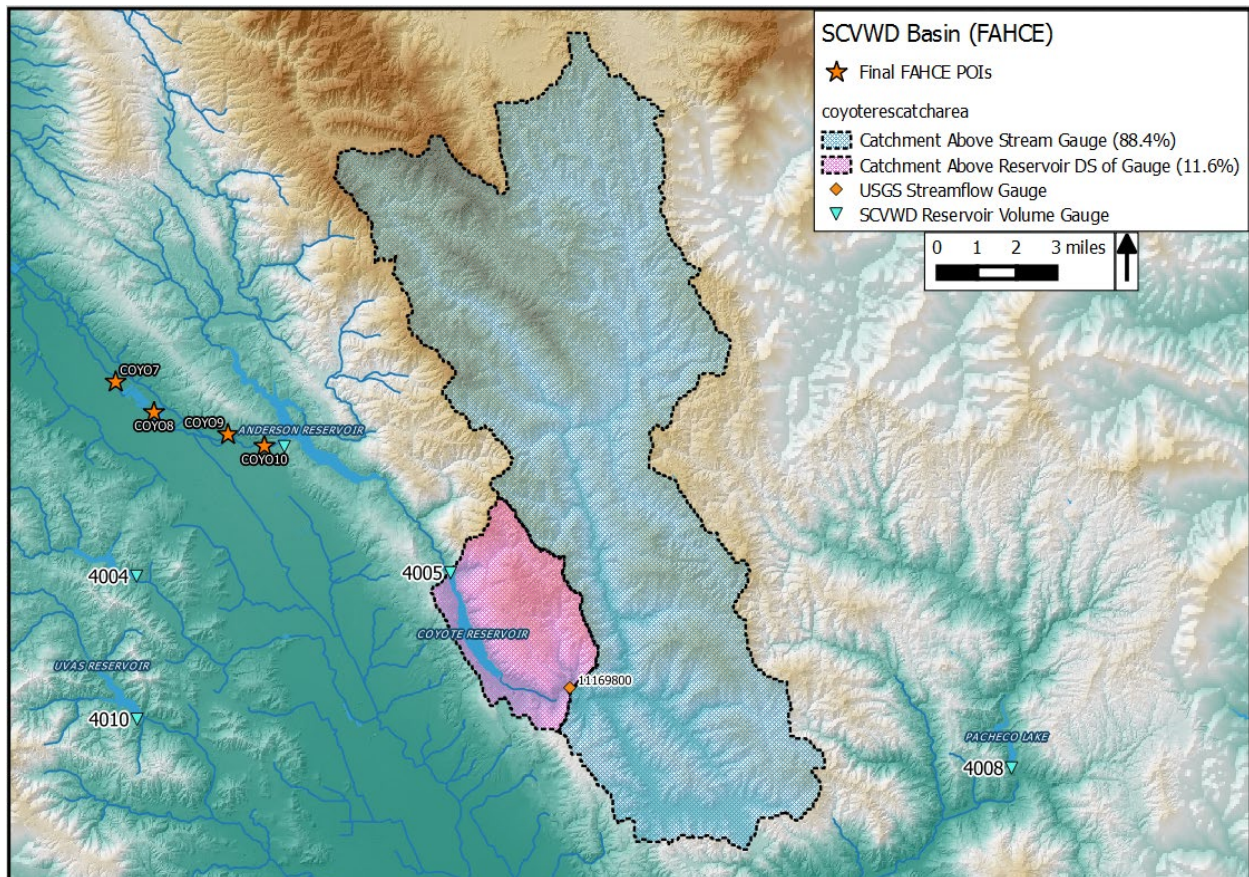 SCVWD Basin (FAHCE)
Final FAHCE POIs
coyoterescatcharea
Catchment Above Stream Gauge (88.4%)
Catchment Above Reservoir DS of Gauge (11.6%)
USGS Streamflow Gauge
SCVWD Reservoir Volume Gauge
0 1 2 3 miles
COYO7
COYO8
COYO9
ANDERSON RESERVOIR
COYO10
4005
4004
COYOTE RESERVOIR
UVAS RESERVOIR
11169800
4010
PACHECO LAKE
4008